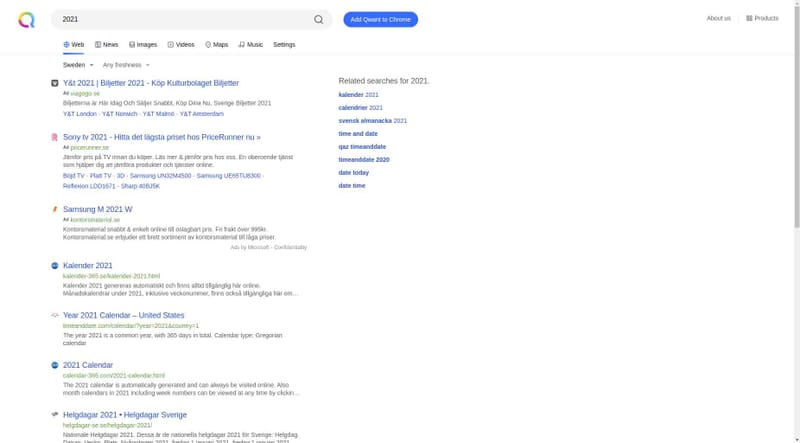 2021
Add Qwant to Chrome
About us
Products
Web
News
Images
Videos
Maps
Music
Settings
Sweden
Any freshness
Y&t 2021 | Biljetter 2021 - Köp Kulturbolaget Biljetter
Ad viagogo.se
Biljetterna är Här Idag Och Säljer Snabbt, Köp Dina Nu, Sverige Biljetter 2021
Y&T London · Y&T Norwich · Y&T Malmö · Y&T Amsterdam
Sony tv 2021 - Hitta det lägsta priset hos PriceRunner nu »
Ad pricerunner.se
Jämför pris på TV innan du köper. Läs mer & jämför pris hos oss. En oberoende tjänst
som hjälper dig att jämföra produkter och tjänster online.
Böjd TV · Platt TV · 3D · Samsung UN32M4500 · Samsung UE65TU8300 ·
Reflexion LDD1671 · Sharp 40BJ5K
Samsung M 2021 W
Ad kontorsmaterial.se
Kontorsmaterial snabbt & enkelt online till oslagbart pris. Fri frakt över 995kr.
Kontorsmaterial.se erbjuder ett brett sortiment av kontorsmaterial till låga priser.
Ads by Microsoft - Confidentiality
Kalender 2021
kalender-365.se/kalender-2021.html
Kalender 2021 genereras automatiskt och finns alltid tillgänglig här online.
Månadskalendrar under 2021, inklusive veckonummer, finns också tillgängliga här om…
Year 2021 Calendar – United States
timeanddate.com/calendar/?year=2021&country=1
The year 2021 is a common year, with 365 days in total. Calendar type: Gregorian
calendar
2021 Calendar
calendar-365.com/2021-calendar.html
The 2021 calendar is automatically generated and can always be visited online. Also
month calendars in 2021 including week numbers can be viewed at any time by clickin…
Helgdagar 2021 • Helgdagar Sverige
helgdagar-se.se/helgdagar-2021/
Nationale Helgdagar 2021. Dessa är de nationella helgdagar 2021 för Sverige: Helgdag.
Related searches for 2021.
kalender 2021
calendrier 2021
svensk almanacka 2021
time and date
qaz timeanddate
timeanddate 2020
date today
date time